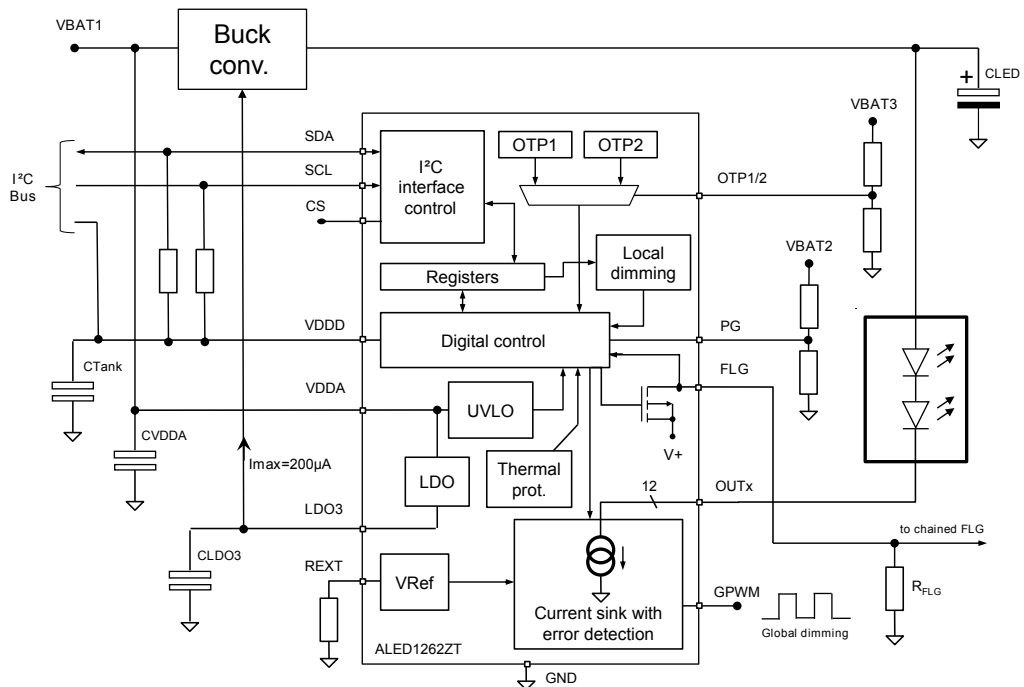 VBAT1
Buck
conv.
+
CLED
VBAT3
I²C
Bus
SDA
SCL
CS
I²C
interface
control
OTP1
OTP2
OTP1/2
Local
dimming
VBAT2
Registers
VDDD
Digital control
PG
CTank
FLG
VDDA
UVLO
V+
CVDDA
Imax=200µA
LDO
Thermal
prot.
12
OUTx
LDO3
to chained FLG
CLDO3
REXT
VRef
RFLG
GPWM
Current sink with
error detection
Global dimming
ALED1262ZT
GND